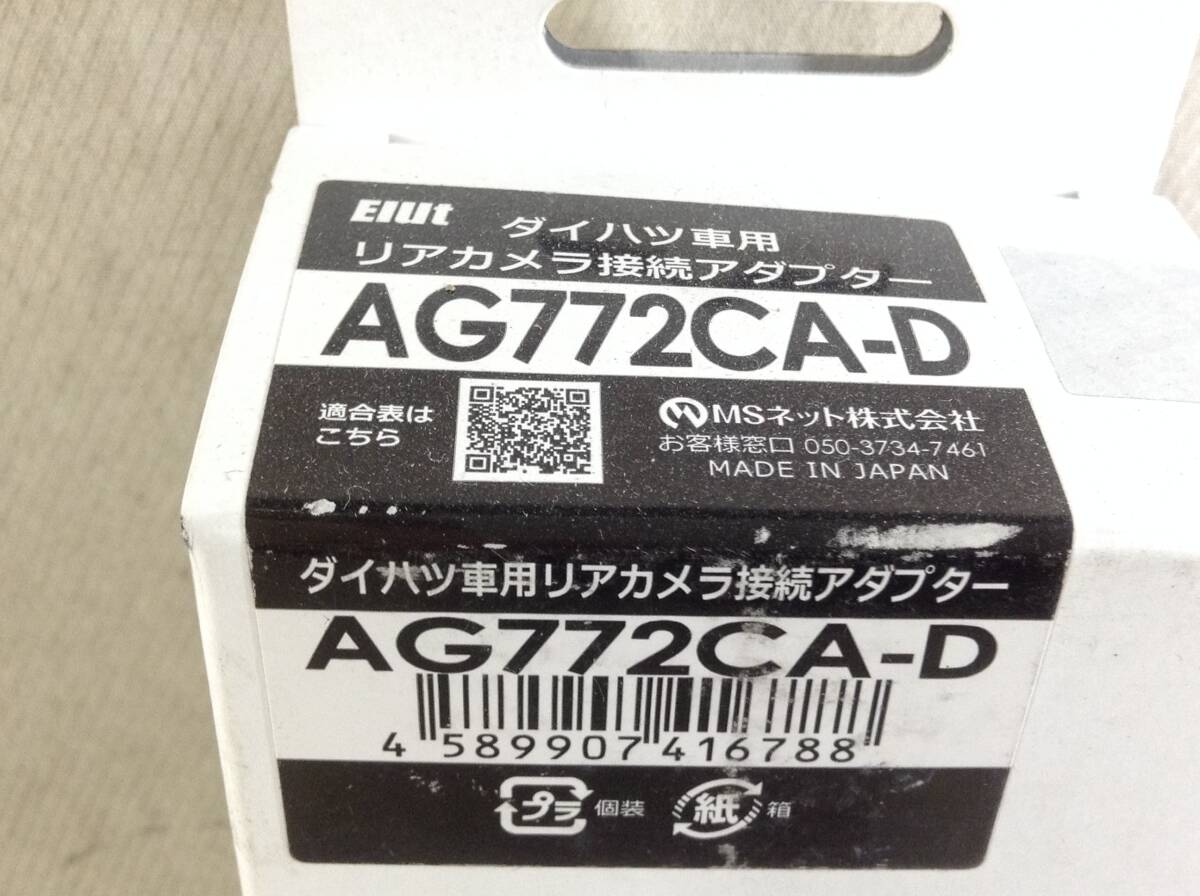 EIUt
ダイハツ車用
リアカメラ接続アダプター
AG772CA-D
適合表は
こちら
MSネット株式会社
お客様窓口 050-3734-7461
MADE IN JAPAN
ダイハツ車用リアカメラ接続アダプター
AG772CA-D
4 589907 416788
プラ 個装 紙 箱